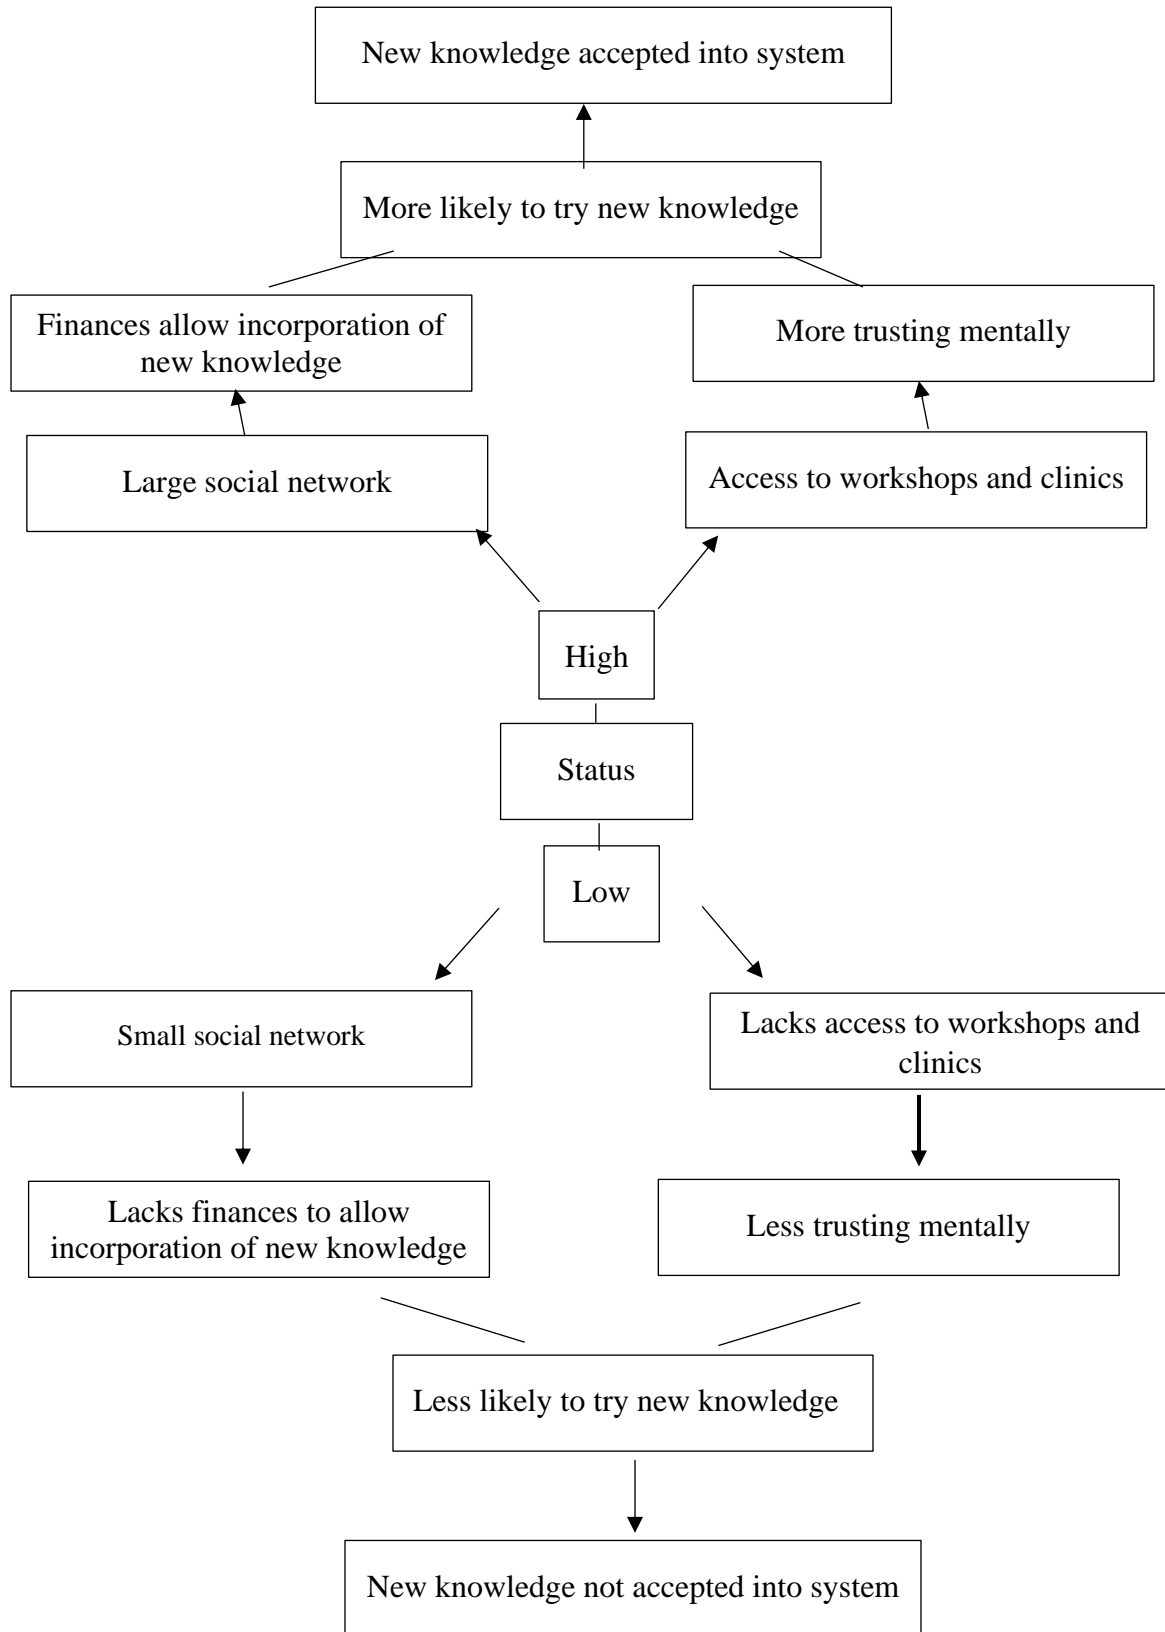 New knowledge accepted into system
More likely to try new knowledge
Finances allow incorporation of
new knowledge
More trusting mentally
Large social network
Access to workshops and clinics
High
Status
Low
Small social network
Lacks access to workshops and
clinics
Lacks finances to allow
incorporation of new knowledge
Less trusting mentally
Less likely to try new knowledge
New knowledge not accepted into system